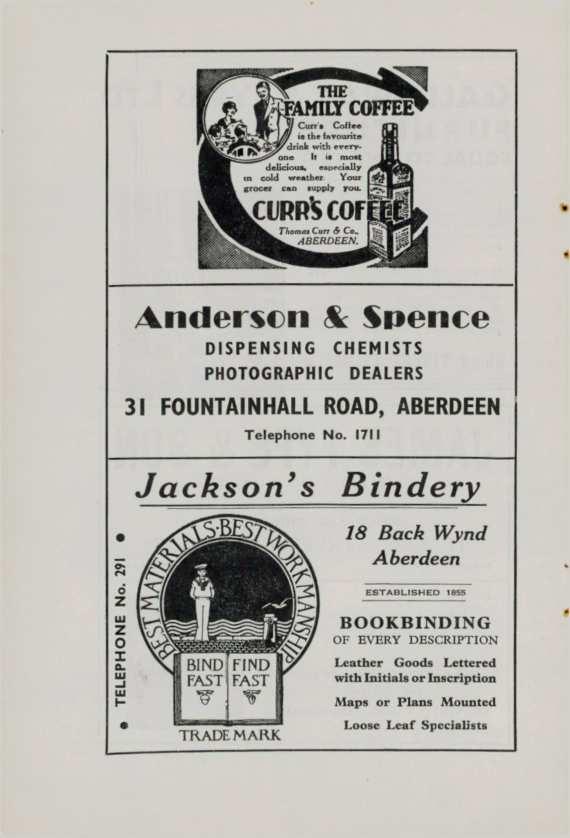 THE
FAMILY COFFEE
Curr's Coffee
is the favourite
drink with every-
one It is most
delicious, especially
in cold weather. Your
grocer can supply you.
CURR'S COFFEE
Thomas Curr & Co.,
ABERDEEN.
Anderson & Spence
DISPENSING CHEMISTS
PHOTOGRAPHIC DEALERS
31 FOUNTAINHALL ROAD, ABERDEEN
Telephone No. 1711
Jackson's Bindery
TELEPHONE No. 291
BEST MATERIALS·BEST WORKMANSHIP
BIND FIND
FAST FAST
TRADE MARK
18 Back Wynd
Aberdeen
ESTABLISHED 1855
BOOKBINDING
OF EVERY DESCRIPTION
Leather Goods Lettered
with Initials or Inscription
Maps or Plans Mounted
Loose Leaf Specialists